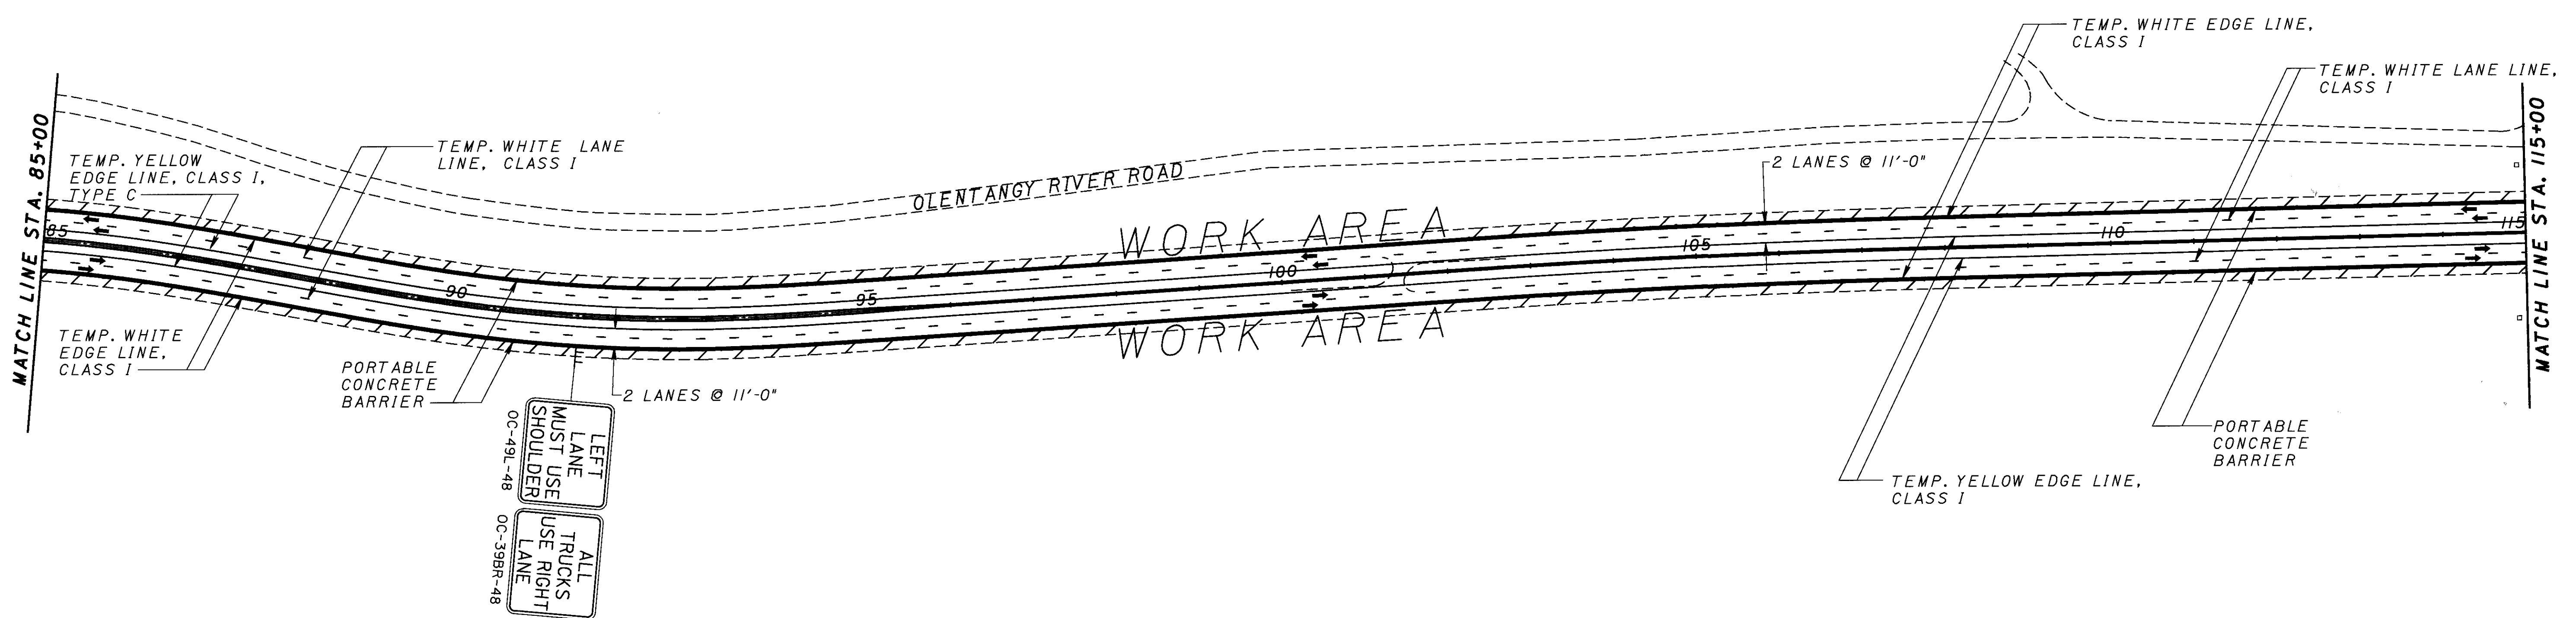 MATCH LINE STA. 85+00
TEMP. YELLOW
EDGE LINE, CLASS I,
TYPE C
TEMP. WHITE LANE
LINE, CLASS I
OLENTANGY RIVER ROAD
TEMP. WHITE EDGE LINE,
CLASS I
TEMP. WHITE LANE LINE,
CLASS I
2 LANES @ 11'-0"
MATCH LINE STA. 115+00
WORK AREA
85
90
95
100
105
110
115
WORK AREA
TEMP. WHITE
EDGE LINE,
CLASS I
PORTABLE
CONCRETE
BARRIER
2 LANES @ 11'-0"
LEFT
LANE
MUST USE
SHOULDER
OC-49L-48
ALL
TRUCKS
USE RIGHT
LANE
OC-39BR-48
TEMP. YELLOW EDGE LINE,
CLASS I
PORTABLE
CONCRETE
BARRIER